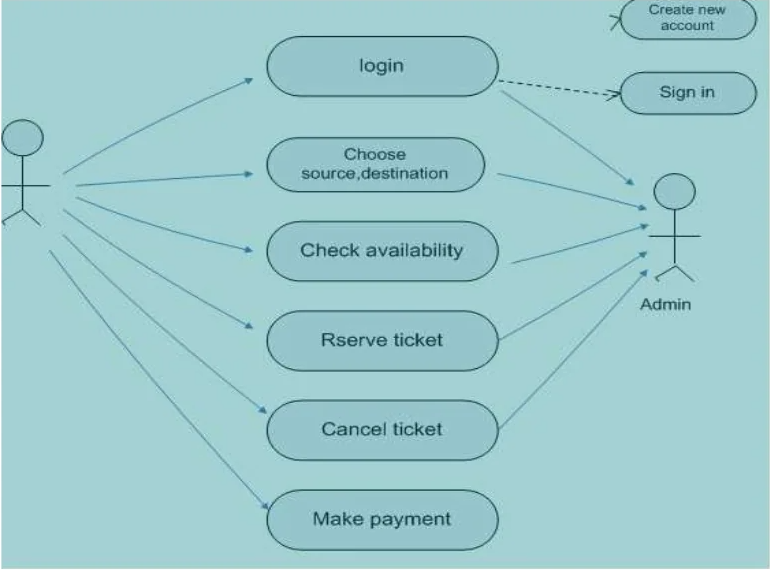 Create new
account
login
Sign in
Choose
source,destination
Check availability
Admin
Rserve ticket
Cancel ticket
Make payment